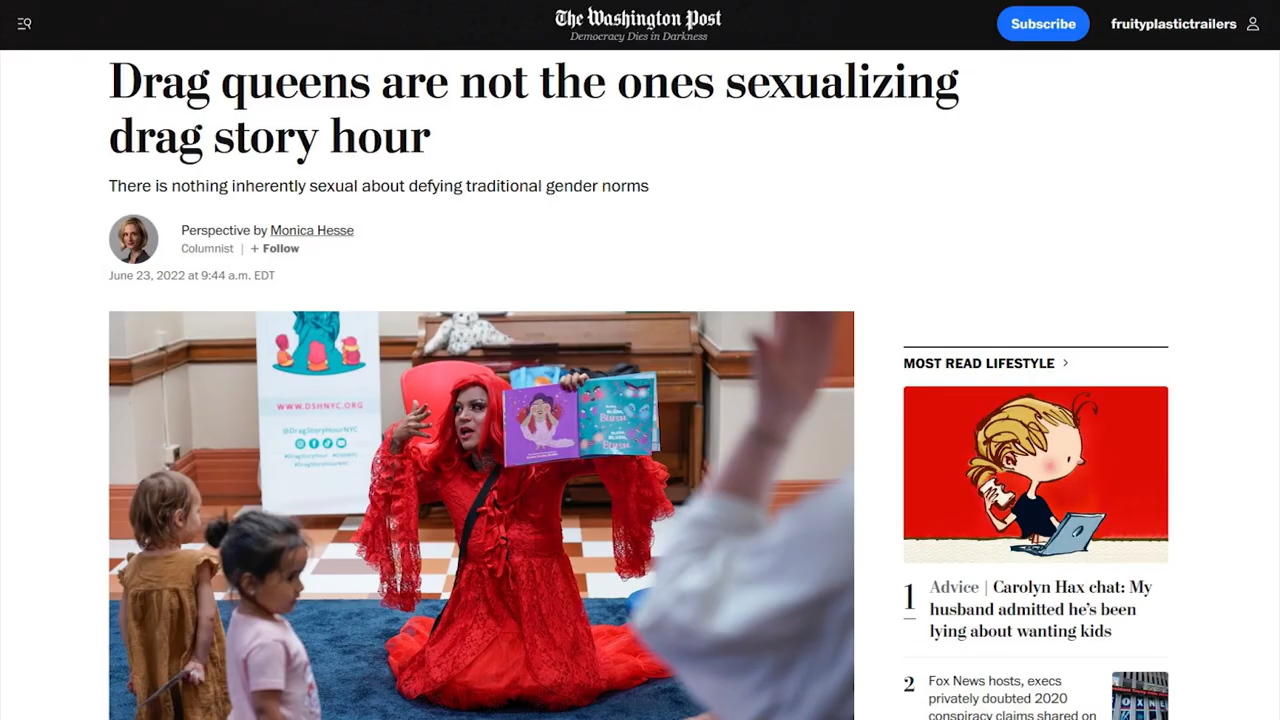 The Washington Post
Democracy Dies in Darkness
Subscribe
fruityplastictrailers
Drag queens are not the ones sexualizing
drag story hour
There is nothing inherently sexual about defying traditional gender norms
Perspective by Monica Hesse
Columnist | + Follow
June 23, 2022 at 9:44 a.m. EDT
WWW.DSHNYC.ORG
@DragStoryHourNYC
BLUSH
BLUSH
MOST READ LIFESTYLE >
1
Advice | Carolyn Hax chat: My
husband admitted he's been
lying about wanting kids
2
Fox News hosts, execs
privately doubted 2020
conspiracy claims shared on